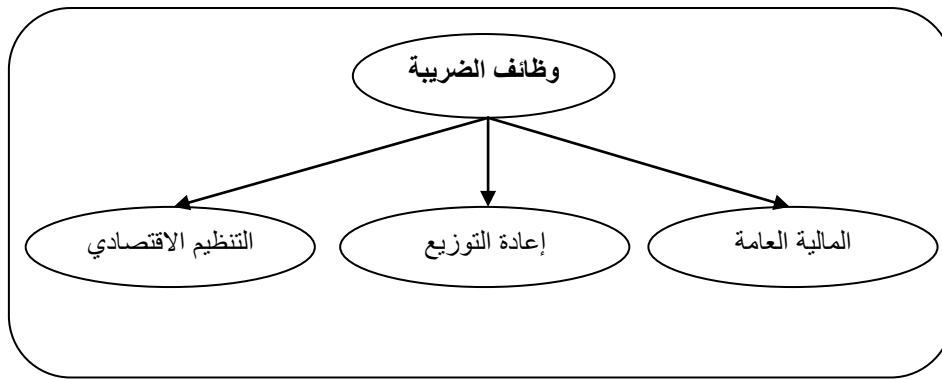 وظائف الضريبة
المالية العامة
إعادة التوزيع
التنظيم الاقتصادي